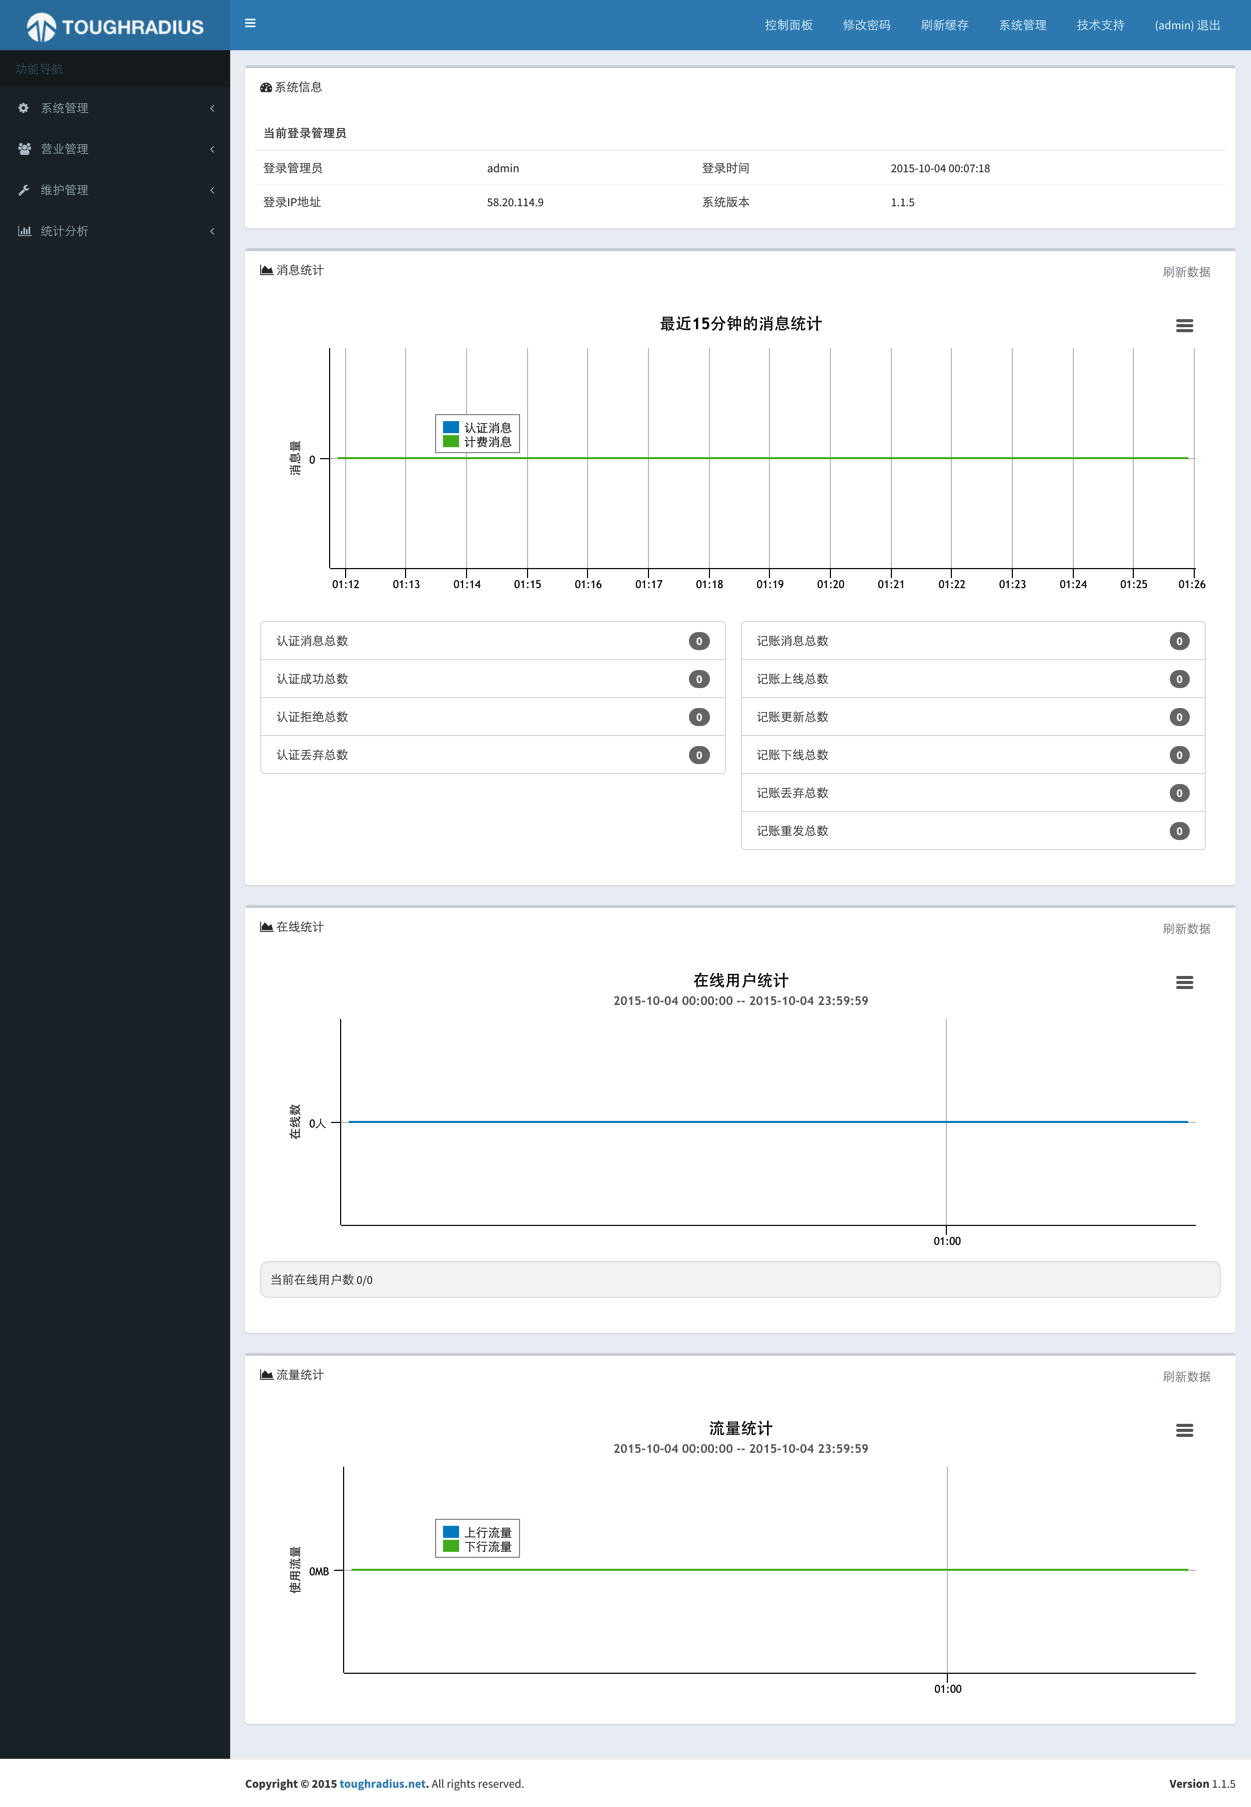 TOUGHRADIUS
控制面板 修改密码 刷新缓存 系统管理 技术支持 (admin) 退出
功能导航
系统管理
营业管理
维护管理
统计分析
系统信息
当前登录管理员
登录管理员 admin 登录时间 2015-10-04 00:07:18
登录IP地址 58.20.114.9 系统版本 1.1.5
消息统计 刷新数据
最近15分钟的消息统计
认证消息
计费消息
消息量
0
01:12 01:13 01:14 01:15 01:16 01:17 01:18 01:19 01:20 01:21 01:22 01:23 01:24 01:25 01:26
认证消息总数 0
认证成功总数 0
认证拒绝总数 0
认证丢弃总数 0
记账消息总数 0
记账上线总数 0
记账更新总数 0
记账下线总数 0
记账丢弃总数 0
记账重发总数 0
在线统计 刷新数据
在线用户统计
2015-10-04 00:00:00 -- 2015-10-04 23:59:59
在线数
0人
01:00
当前在线用户数 0/0
流量统计 刷新数据
流量统计
2015-10-04 00:00:00 -- 2015-10-04 23:59:59
上行流量
下行流量
使用流量
0MB
01:00
Copyright © 2015 toughradius.net. All rights reserved. Version 1.1.5